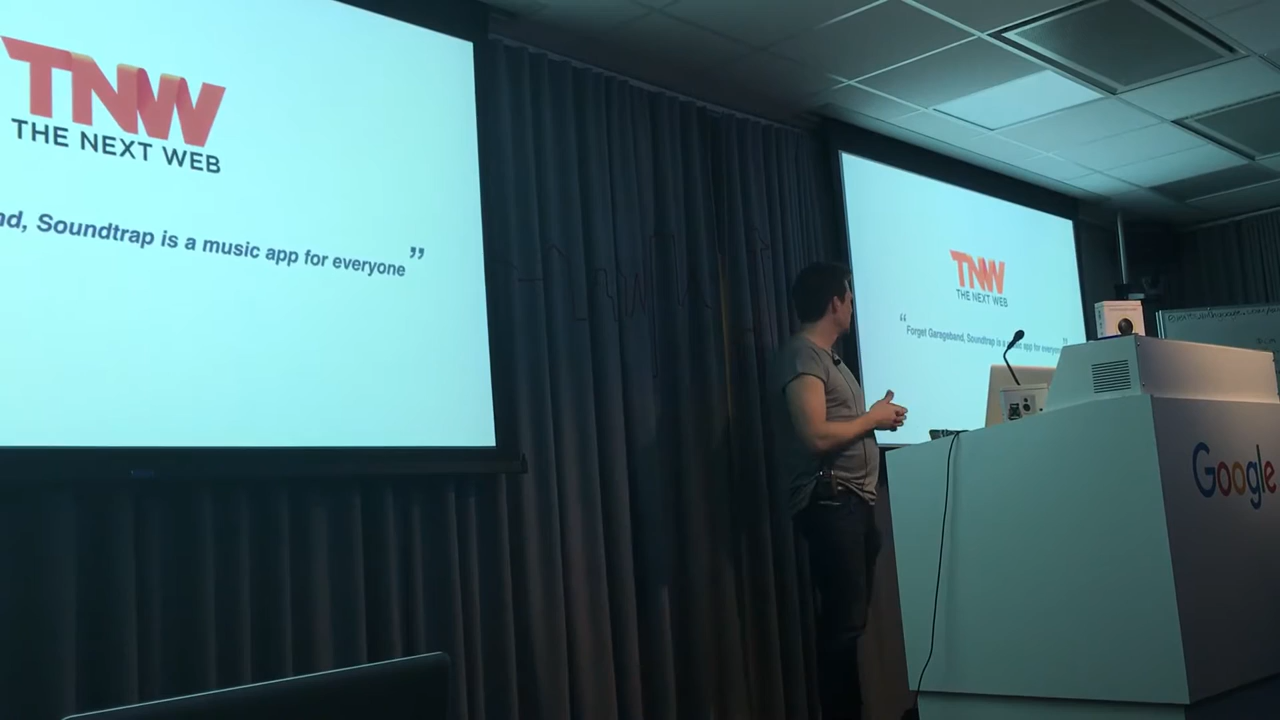 TNW
THE NEXT WEB
nd, Soundtrap is a music app for everyone”
TNW
THE NEXT WEB
“Forget Garageband, Soundtrap is a music app for everyone”
Google